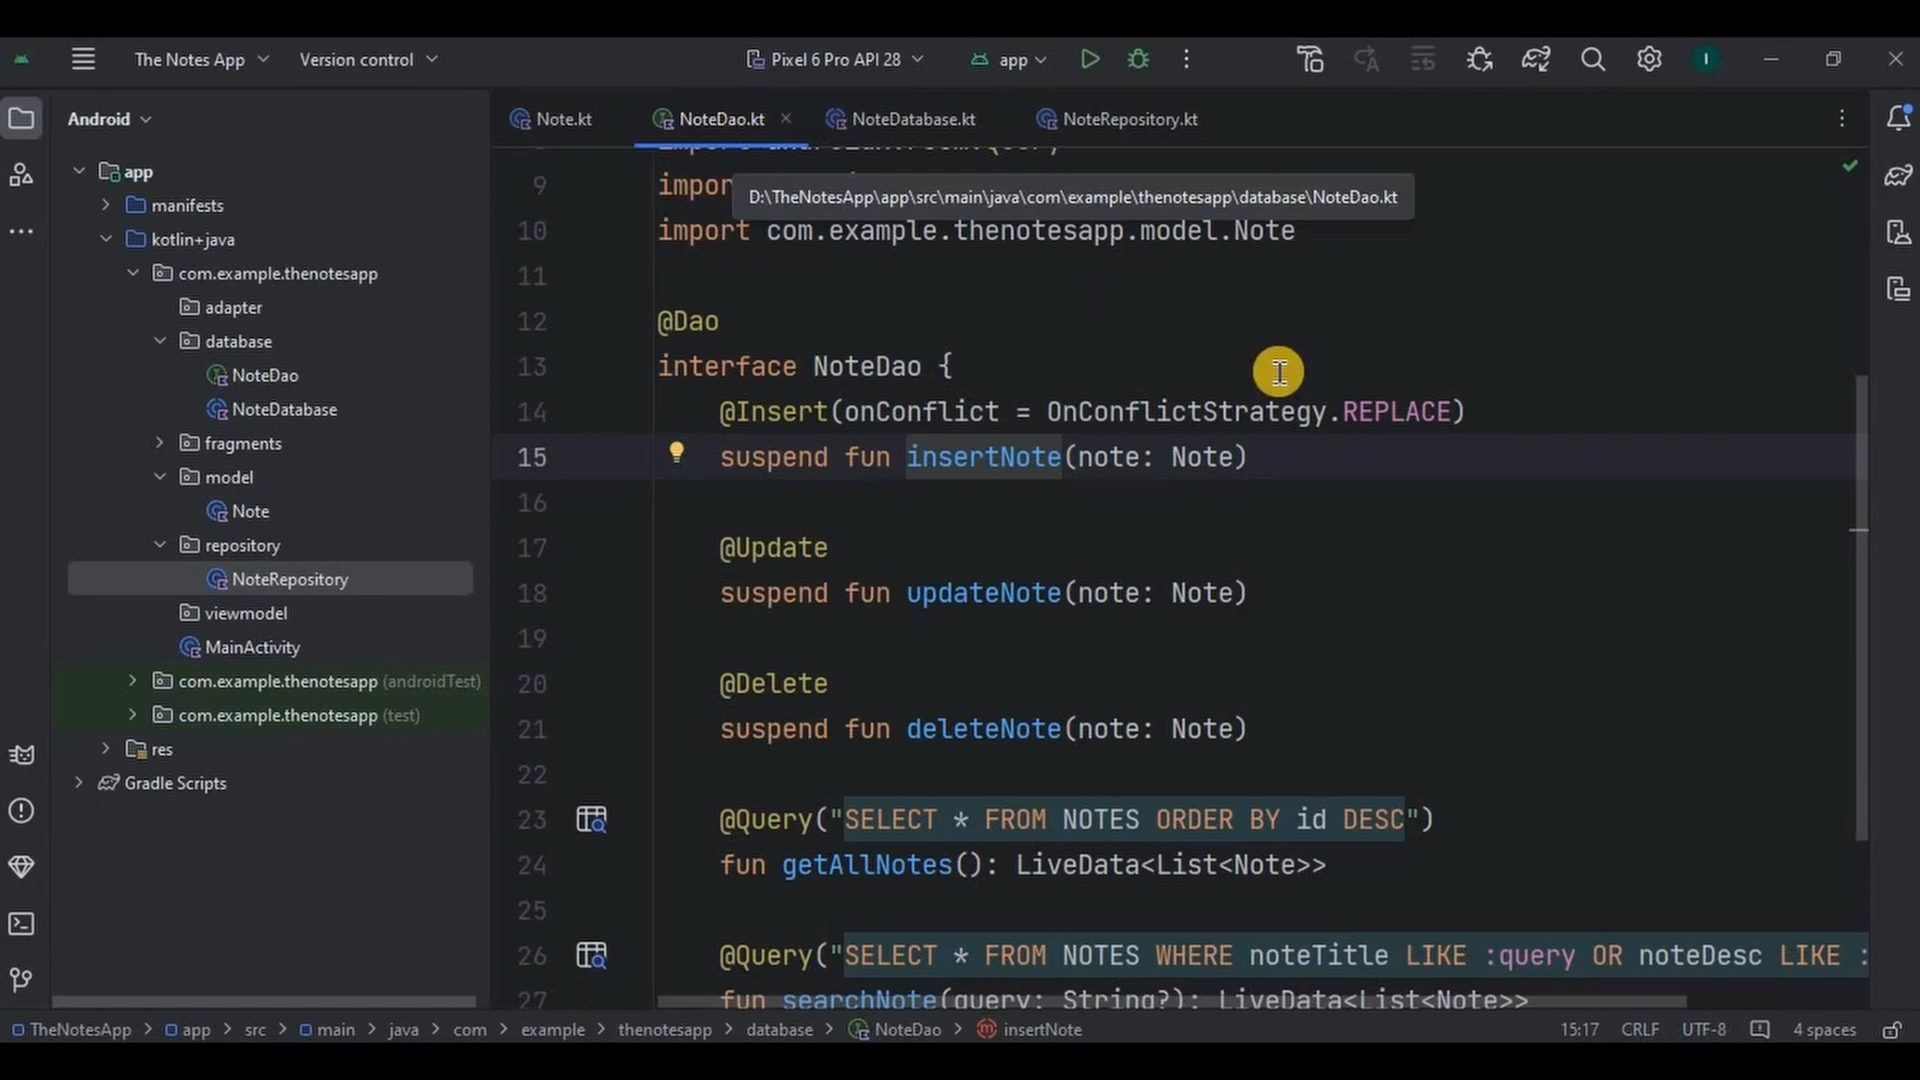 The Notes App
Version control
Pixel 6 Pro API 28
app
I
Android
Note.kt
NoteDao.kt
NoteDatabase.kt
NoteRepository.kt
app
manifests
kotlin+java
com.example.thenotesapp
adapter
database
NoteDao
NoteDatabase
fragments
model
Note
repository
NoteRepository
viewmodel
MainActivity
com.example.thenotesapp (androidTest)
com.example.thenotesapp (test)
res
Gradle Scripts
9 impor
D:\TheNotesApp\app\src\main\java\com\example\thenotesapp\database\NoteDao.kt
10 import com.example.thenotesapp.model.Note
11
12 @Dao
13 interface NoteDao {
14 @Insert(onConflict = OnConflictStrategy.REPLACE)
15 suspend fun insertNote(note: Note)
16
17 @Update
18 suspend fun updateNote(note: Note)
19
20 @Delete
21 suspend fun deleteNote(note: Note)
22
23 @Query("SELECT * FROM NOTES ORDER BY id DESC")
24 fun getAllNotes(): LiveData<List<Note>>
25
26 @Query("SELECT * FROM NOTES WHERE noteTitle LIKE :query OR noteDesc LIKE :
27 fun searchNote(query: String?): LiveData<List<Note>>
TheNotesApp > app > src > main > java > com > example > thenotesapp > database > NoteDao > insertNote
15:17 CRLF UTF-8 4 spaces